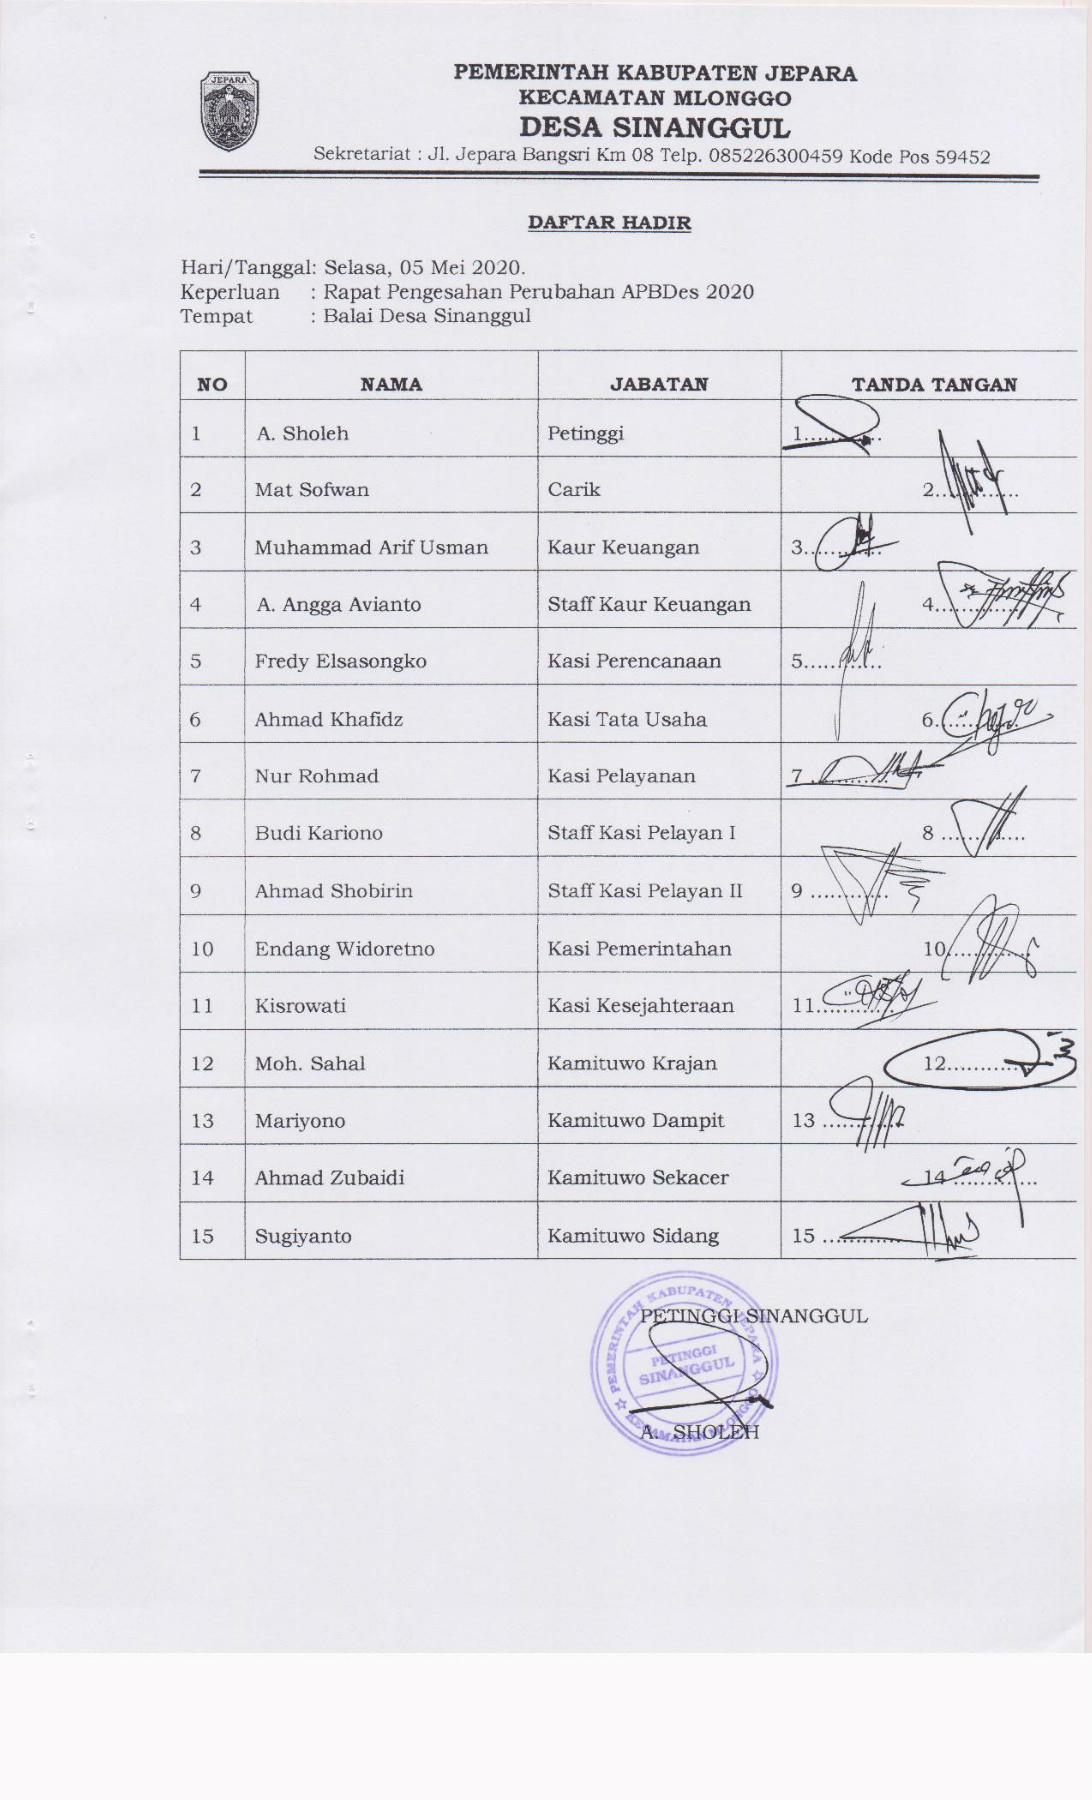 JEPARA
PEMERINTAH KABUPATEN JEPARA
KECAMATAN MLONGGO
DESA SINANGGUL
Sekretariat : Jl. Jepara Bangsri Km 08 Telp. 085226300459 Kode Pos 59452
DAFTAR HADIR
Hari/Tanggal: Selasa, 05 Mei 2020.
Keperluan : Rapat Pengesahan Perubahan APBDes 2020
Tempat : Balai Desa Sinanggul
NO NAMA JABATAN TANDA TANGAN
1 A. Sholeh Petinggi 1............
2 Mat Sofwan Carik 2............
3 Muhammad Arif Usman Kaur Keuangan 3............
4 A. Angga Avianto Staff Kaur Keuangan 4............
5 Fredy Elsasongko Kasi Perencanaan 5............
6 Ahmad Khafidz Kasi Tata Usaha 6............
7 Nur Rohmad Kasi Pelayanan 7 ............
8 Budi Kariono Staff Kasi Pelayan I 8 ............
9 Ahmad Shobirin Staff Kasi Pelayan II 9 ............
10 Endang Widoretno Kasi Pemerintahan 10............
11 Kisrowati Kasi Kesejahteraan 11............
12 Moh. Sahal Kamituwo Krajan 12............
13 Mariyono Kamituwo Dampit 13 ............
14 Ahmad Zubaidi Kamituwo Sekacer 14 ............
15 Sugiyanto Kamituwo Sidang 15 ............
PETINGGI SINANGGUL
PEMERINTAH KABUPATEN JEPARA
PETINGGI
SINANGGUL
KECAMATAN MLONGGO
A. SHOLEH